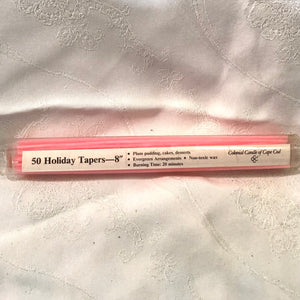 50 Holiday Tapers—8"
• Plum pudding, cakes, desserts
• Evergreen Arrangements • Non-toxic wax
• Burning Time: 20 minutes
Colonial Candle of Cape Cod